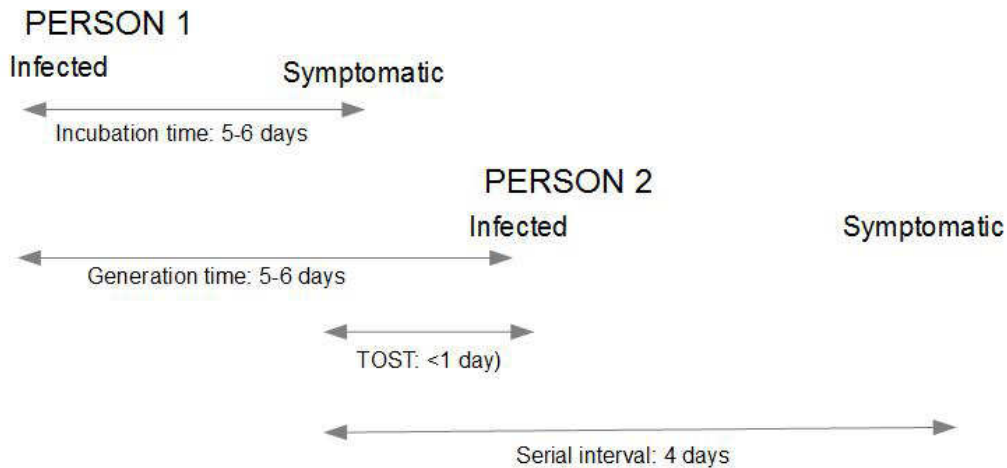 PERSON 1
Infected
Symptomatic
Incubation time: 5-6 days
PERSON 2
Infected
Symptomatic
Generation time: 5-6 days
TOST: <1 day)
Serial interval: 4 days